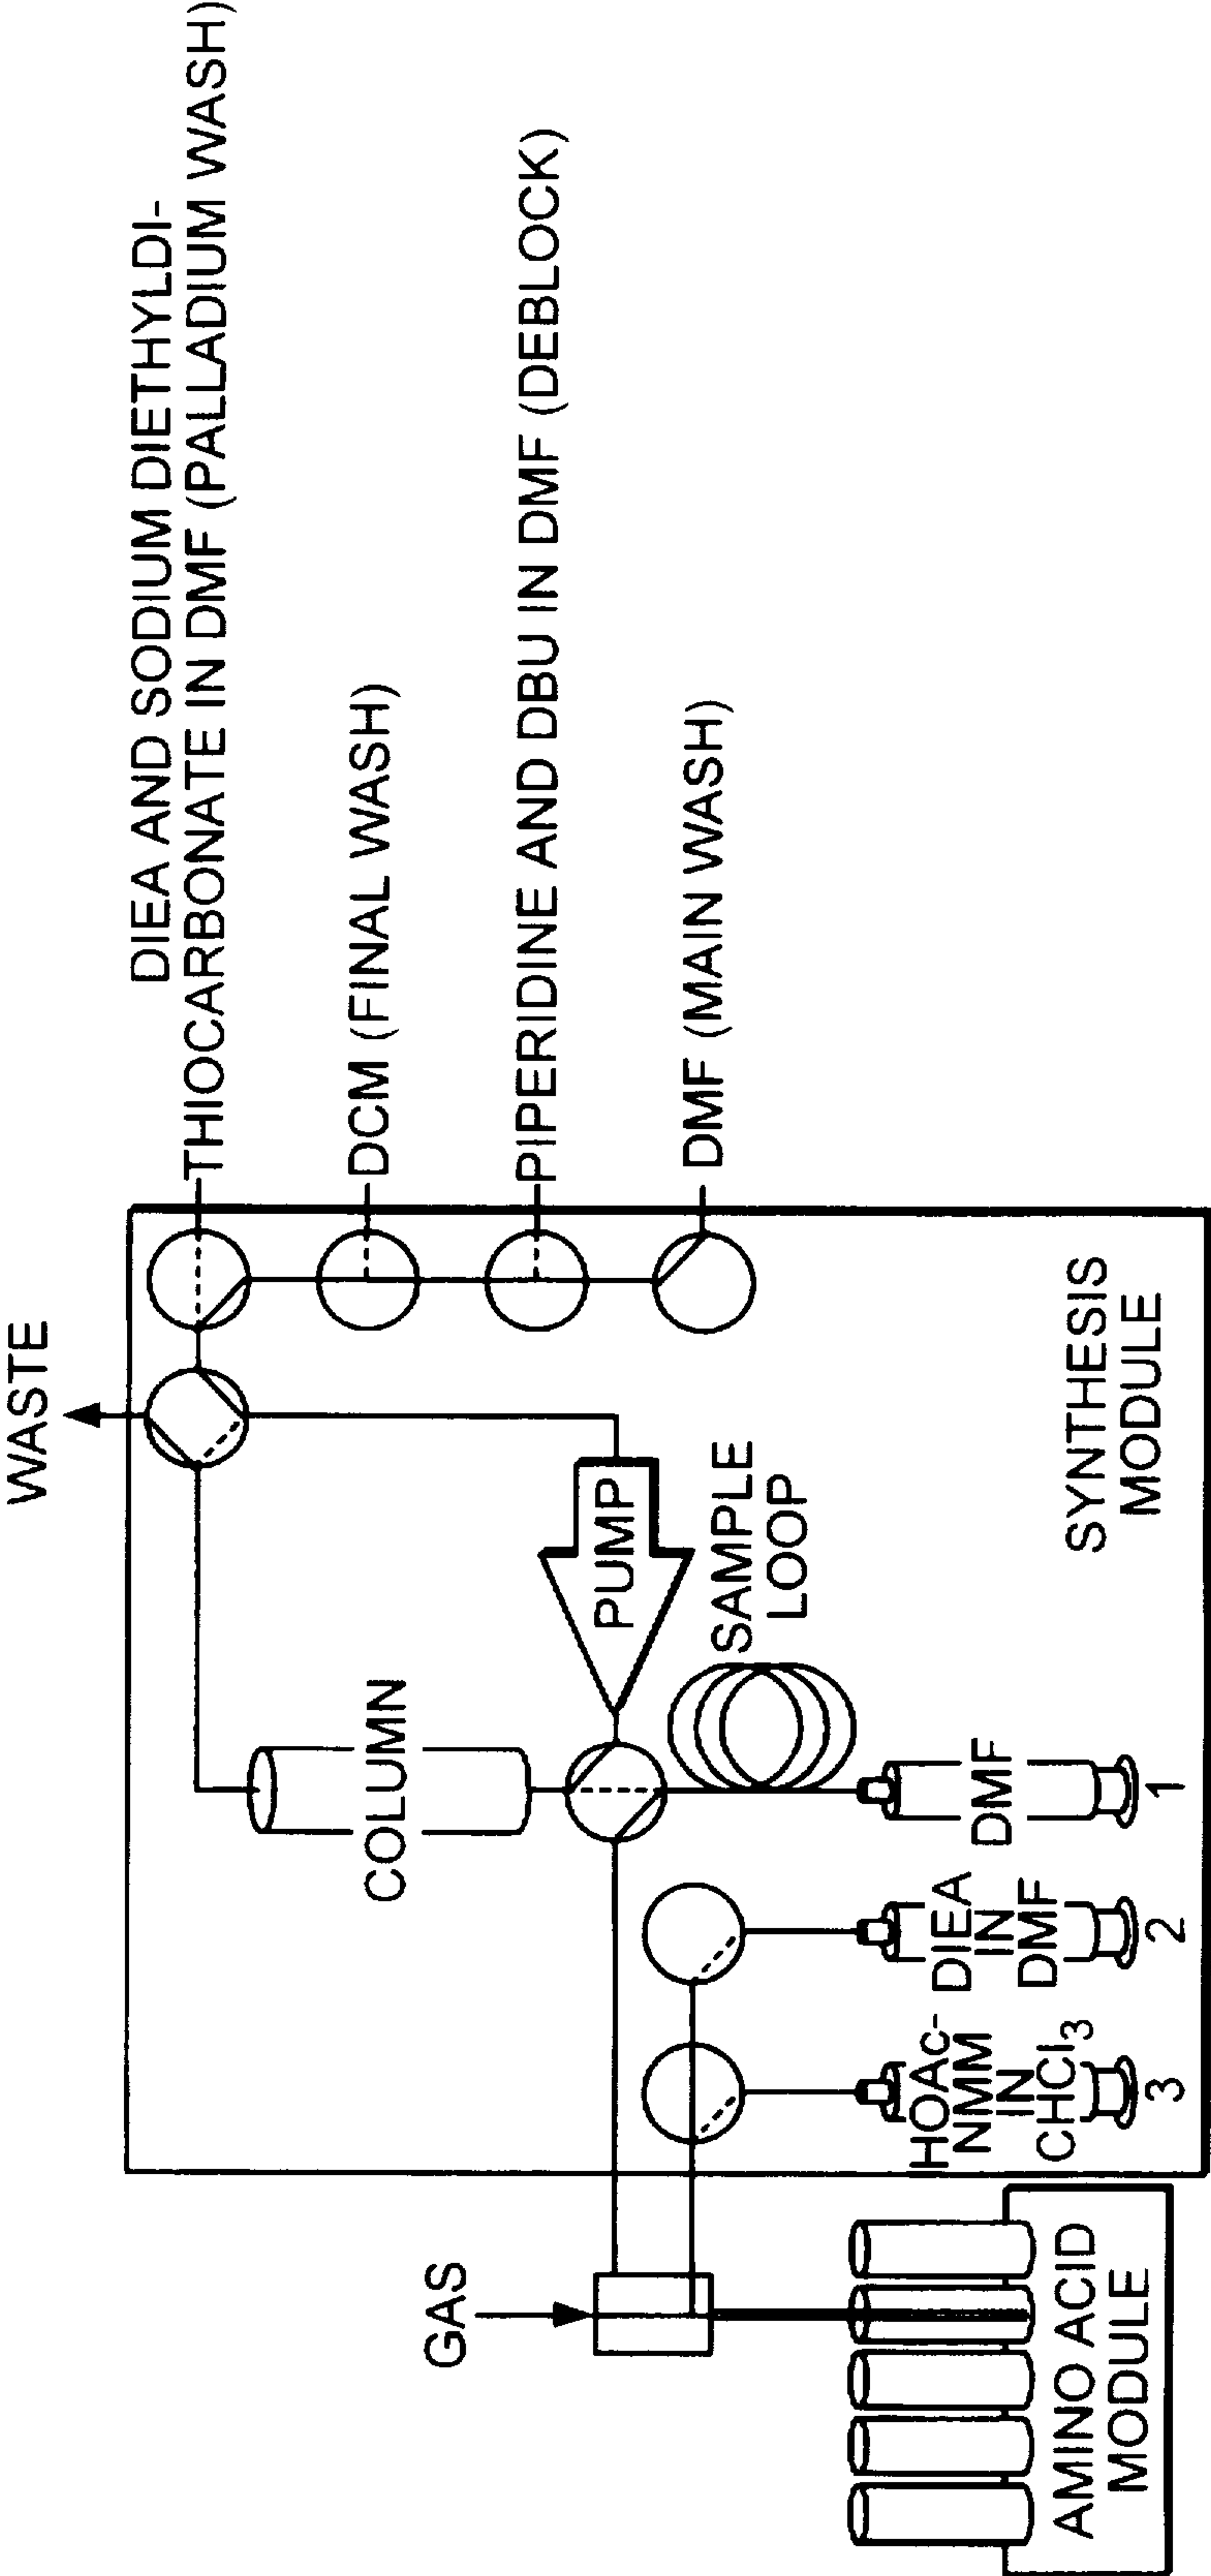 WASTE
DIEA AND SODIUM DIETHYLDI-
THIOCARBONATE IN DMF (PALLADIUM WASH)
DCM (FINAL WASH)
PIPERIDINE AND DBU IN DMF (DEBLOCK)
DMF (MAIN WASH)
COLUMN
PUMP
SAMPLE
LOOP
GAS
HOAc-
NMM
IN
CHCl3
3
DIEA
IN
DMF
2
DMF
1
SYNTHESIS
MODULE
AMINO ACID
MODULE